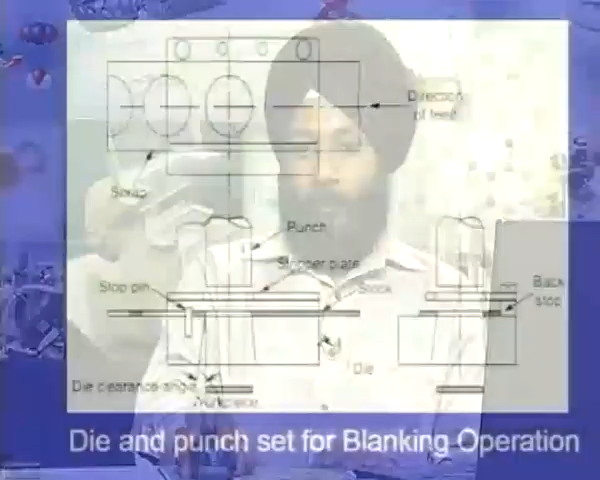 Direction
of feed
Scrap
Punch
Stripper plate
Stop pin
Stock
Back
stop
Die
Die clearance angle
Workpiece
Die and punch set for Blanking Operation